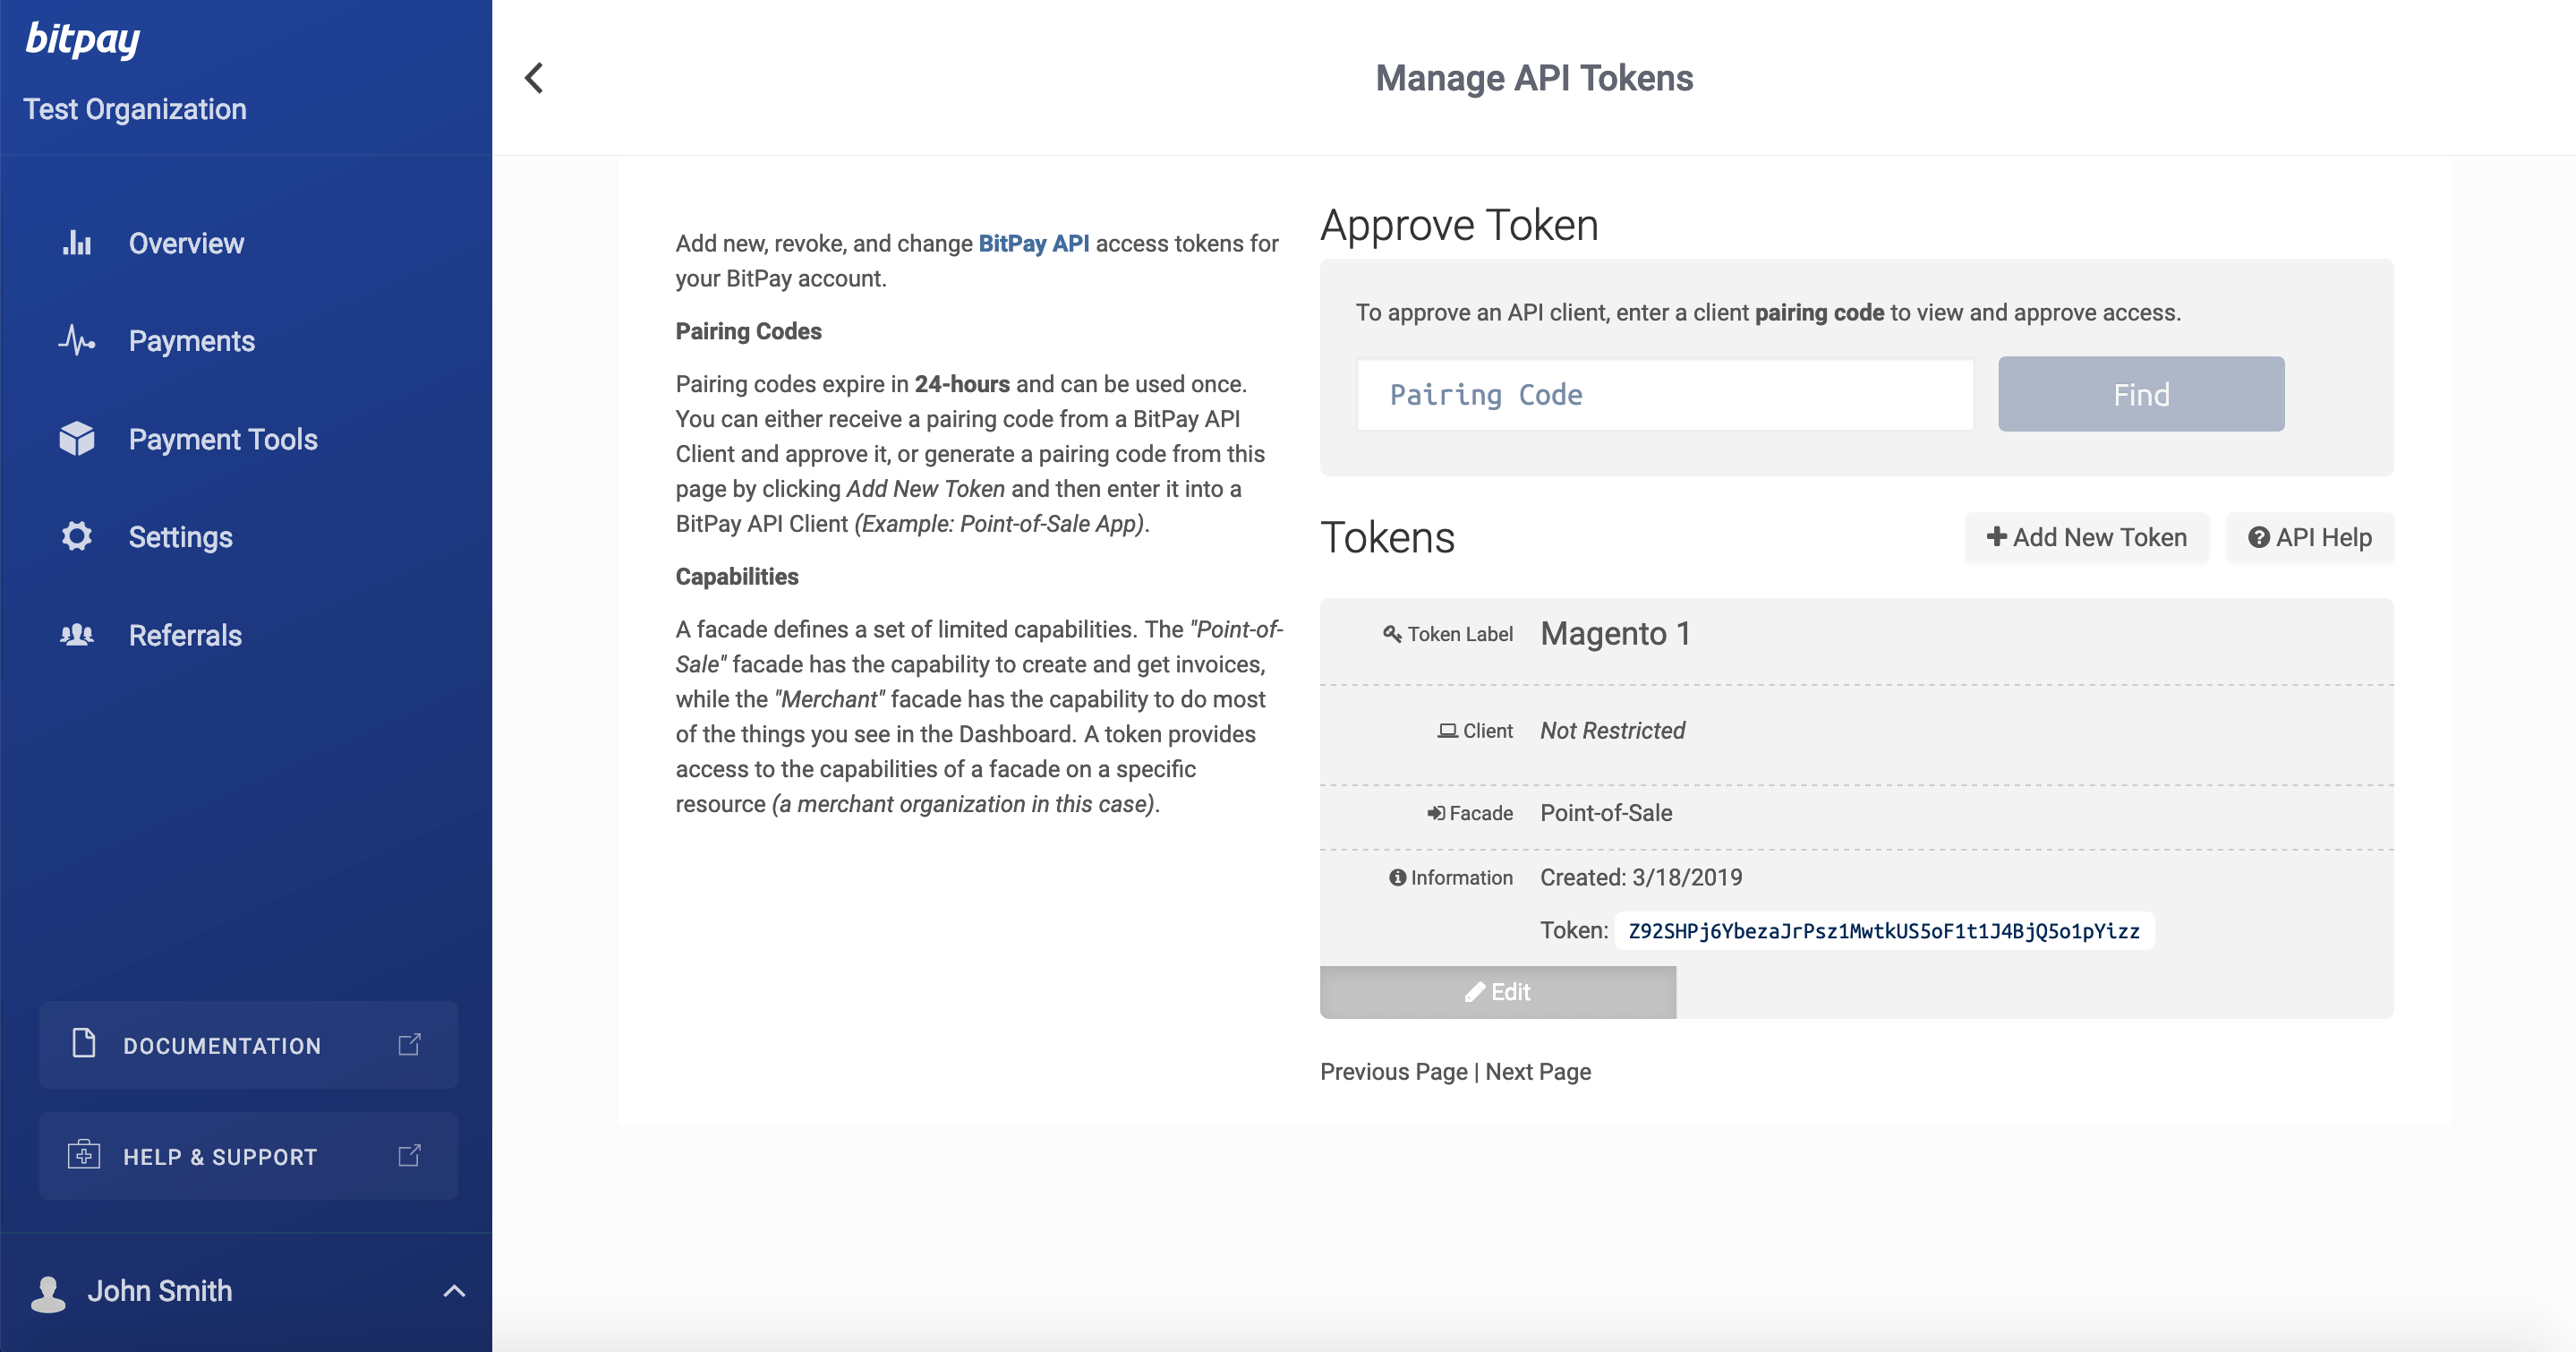 bitpay
Test Organization
Overview
Payments
Payment Tools
Settings
Referrals
DOCUMENTATION
HELP & SUPPORT
John Smith
Manage API Tokens
Add new, revoke, and change BitPay API access tokens for
your BitPay account.
Pairing Codes
Pairing codes expire in 24-hours and can be used once.
You can either receive a pairing code from a BitPay API
Client and approve it, or generate a pairing code from this
page by clicking Add New Token and then enter it into a
BitPay API Client (Example: Point-of-Sale App).
Capabilities
A facade defines a set of limited capabilities. The "Point-of-
Sale" facade has the capability to create and get invoices,
while the "Merchant" facade has the capability to do most
of the things you see in the Dashboard. A token provides
access to the capabilities of a facade on a specific
resource (a merchant organization in this case).
Approve Token
To approve an API client, enter a client pairing code to view and approve access.
Pairing Code
Find
Tokens
Add New Token
API Help
Token Label Magento 1
Client Not Restricted
Facade Point-of-Sale
Information Created: 3/18/2019
Token: Z92SHPj6YbezaJrPsz1MwtkUS5oF1t1J4BjQ5o1pYizz
Edit
Previous Page | Next Page